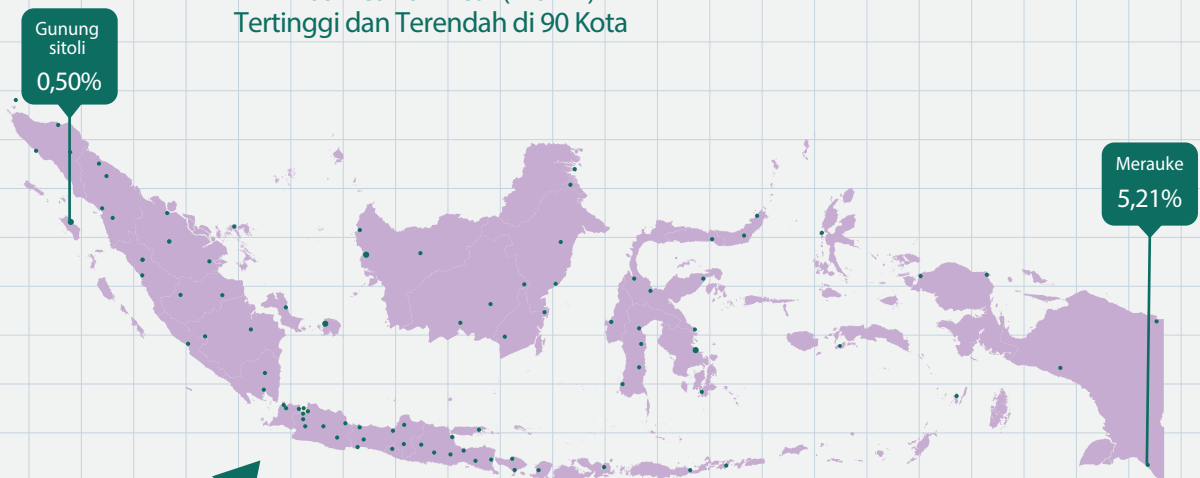 Tertinggi dan Terendah di 90 Kota
Gunung
sitoli
0,50%
Merauke
5,21%